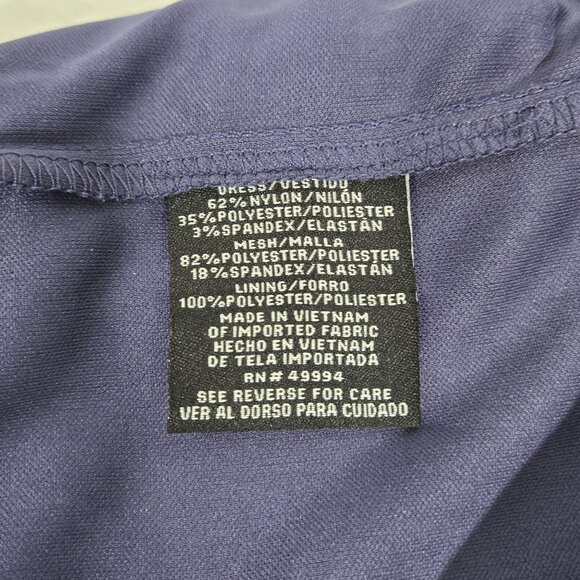 DRESS/VESTIDO
62% NYLON/NILÓN
35% POLYESTER/POLIESTER
3% SPANDEX/ELASTÁN
MESH/MALLA
82% POLYESTER/POLIESTER
18% SPANDEX/ELASTÁN
LINING/FORRO
100% POLYESTER/POLIESTER
MADE IN VIETNAM
OF IMPORTED FABRIC
HECHO EN VIETNAM
DE TELA IMPORTADA
RN# 49994
SEE REVERSE FOR CARE
VER AL DORSO PARA CUIDADO